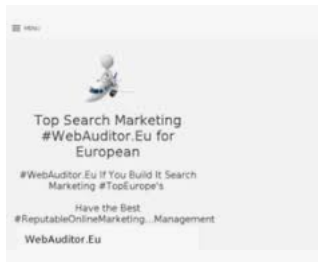 MENU
Top Search Marketing
#WebAuditor.Eu for
European
#WebAuditor.Eu If You Build It Search
Marketing #TopEurope's
Have the Best
#ReputableOnlineMarketing...Management
WebAuditor.Eu